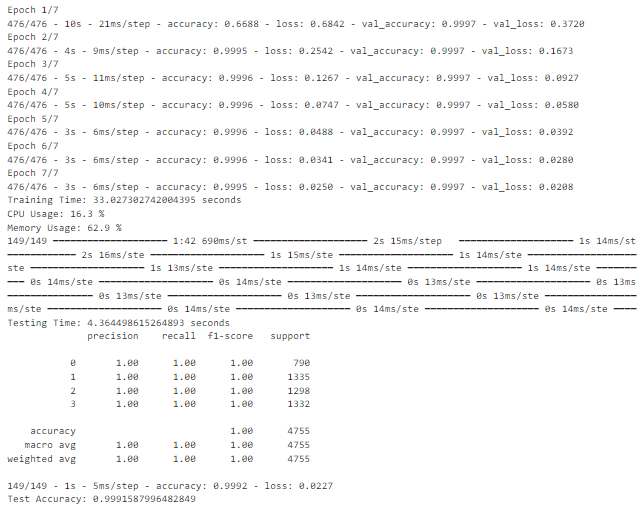 Epoch 1/7
476/476 - 10s - 21ms/step - accuracy: 0.6688 - loss: 0.6842 - val_accuracy: 0.9997 - val_loss: 0.3720
Epoch 2/7
476/476 - 4s - 9ms/step - accuracy: 0.9995 - loss: 0.2542 - val_accuracy: 0.9997 - val_loss: 0.1673
Epoch 3/7
476/476 - 5s - 11ms/step - accuracy: 0.9996 - loss: 0.1267 - val_accuracy: 0.9997 - val_loss: 0.0927
Epoch 4/7
476/476 - 5s - 10ms/step - accuracy: 0.9996 - loss: 0.0747 - val_accuracy: 0.9997 - val_loss: 0.0580
Epoch 5/7
476/476 - 3s - 6ms/step - accuracy: 0.9996 - loss: 0.0488 - val_accuracy: 0.9997 - val_loss: 0.0392
Epoch 6/7
476/476 - 3s - 6ms/step - accuracy: 0.9996 - loss: 0.0341 - val_accuracy: 0.9997 - val_loss: 0.0280
Epoch 7/7
476/476 - 3s - 6ms/step - accuracy: 0.9995 - loss: 0.0250 - val_accuracy: 0.9997 - val_loss: 0.0208
Training Time: 33.027302742004395 seconds
CPU Usage: 16.3 %
Memory Usage: 62.9 %
149/149 ━━━━━━━━━━━━━━━━━━━━ 1:42 690ms/st ━━━━━━━━━━━━━━━━━━━━ 2s 15ms/step ━━━━━━━━━━━━━━━━━━━━ 1s 14ms/st
━━━━━━━━━━━━ 2s 16ms/ste ━━━━━━━━━━━━━━━━━━━━ 1s 15ms/ste ━━━━━━━━━━━━━━━━━━━━ 1s 14ms/ste ━━━━━━━━━━━━━━━━━━━
ste ━━━━━━━━━━━━━━━━━━━━ 1s 13ms/ste ━━━━━━━━━━━━━━━━━━━━ 1s 14ms/ste ━━━━━━━━━━━━━━━━━━━━ 1s 14ms/ste ━━━━━━━━
━━━ 0s 14ms/ste ━━━━━━━━━━━━━━━━━━━━ 0s 14ms/ste ━━━━━━━━━━━━━━━━━━━━ 0s 13ms/ste ━━━━━━━━━━━━━━━━━━━━ 0s 13ms
━━━━━━━━━━━━━━━ 0s 13ms/ste ━━━━━━━━━━━━━━━━━━━━ 0s 13ms/ste ━━━━━━━━━━━━━━━━━━━━ 0s 13ms/ste ━━━━━━━━━━━━━━━━
ms/ste ━━━━━━━━━━━━━━━━━━━━ 0s 14ms/ste ━━━━━━━━━━━━━━━━━━━━ 0s 14ms/ste ━━━━━━━━━━━━━━━━━━━━ 0s 14ms/ste ━━━━
Testing Time: 4.364498615264893 seconds
precision recall f1-score support
0 1.00 1.00 1.00 790
1 1.00 1.00 1.00 1335
2 1.00 1.00 1.00 1298
3 1.00 1.00 1.00 1332
accuracy 1.00 4755
macro avg 1.00 1.00 1.00 4755
weighted avg 1.00 1.00 1.00 4755
149/149 - 1s - 5ms/step - accuracy: 0.9992 - loss: 0.0227
Test Accuracy: 0.9991587996482849